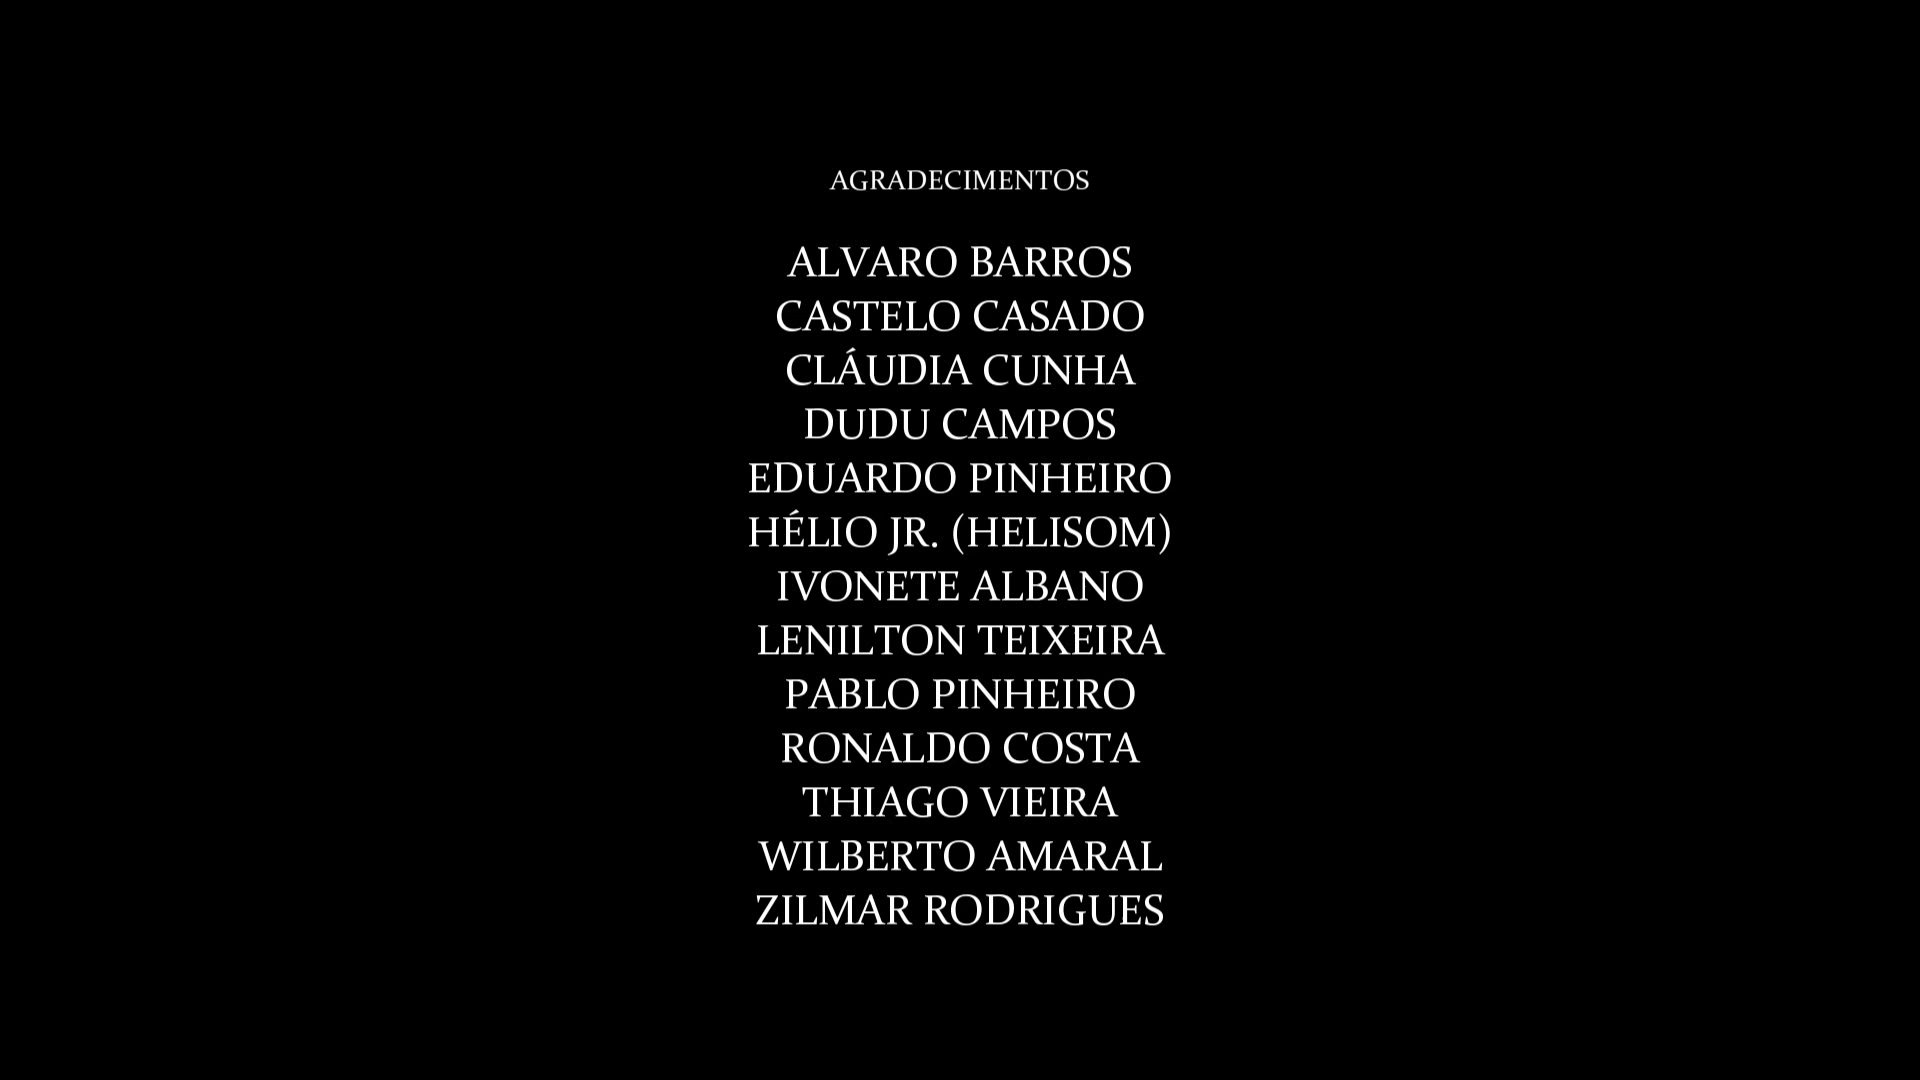 AGRADECIMENTOS
ALVARO BARROS
CASTELO CASADO
CLÁUDIA CUNHA
DUDU CAMPOS
EDUARDO PINHEIRO
HÉLIO JR. (HELISOM)
IVONETE ALBANO
LENILTON TEIXEIRA
PABLO PINHEIRO
RONALDO COSTA
THIAGO VIEIRA
WILBERTO AMARAL
ZILMAR RODRIGUES